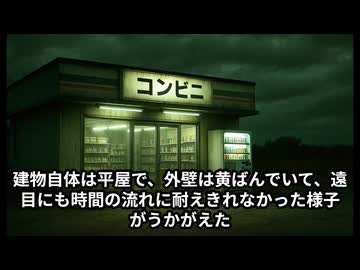 コンビニ
建物自体は平屋で、外壁は黄ばんでいて、遠
目にも時間の流れに耐えきれなかった様子
がうかがえた